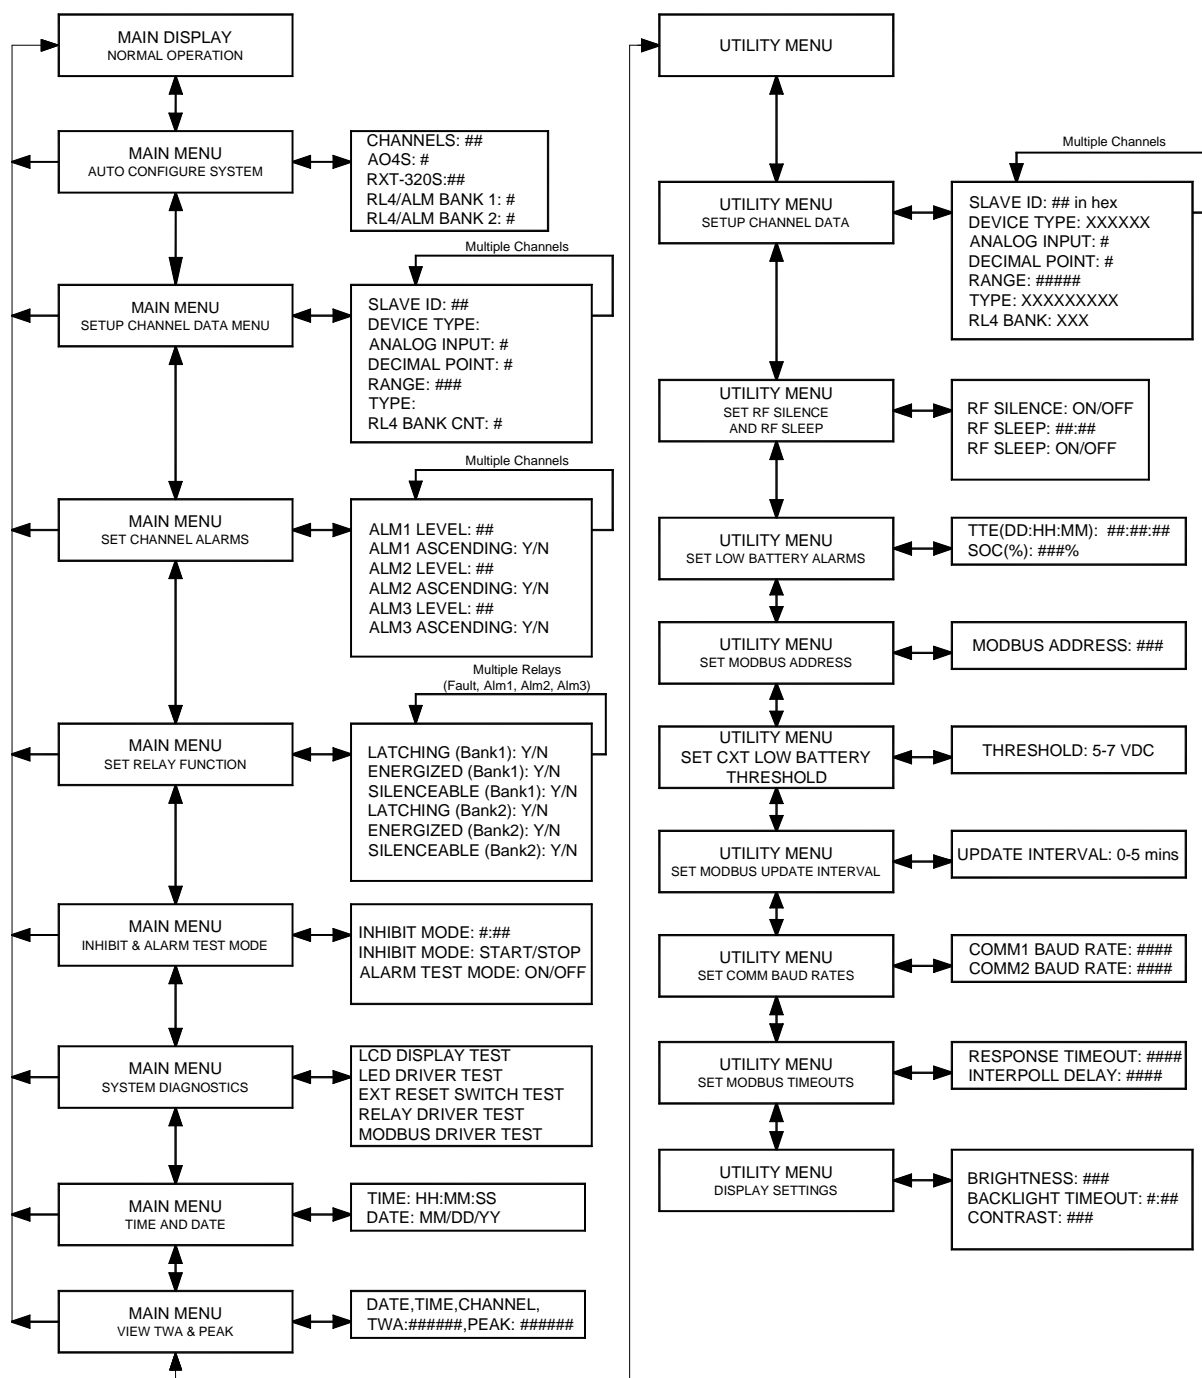 MAIN DISPLAY
NORMAL OPERATION
MAIN MENU
AUTO CONFIGURE SYSTEM
CHANNELS: ##
AO4S: #
RXT-320S:##
RL4/ALM BANK 1: #
RL4/ALM BANK 2: #
MAIN MENU
SETUP CHANNEL DATA MENU
Multiple Channels
SLAVE ID: ##
DEVICE TYPE:
ANALOG INPUT: #
DECIMAL POINT: #
RANGE: ###
TYPE:
RL4 BANK CNT: #
MAIN MENU
SET CHANNEL ALARMS
Multiple Channels
ALM1 LEVEL: ##
ALM1 ASCENDING: Y/N
ALM2 LEVEL: ##
ALM2 ASCENDING: Y/N
ALM3 LEVEL: ##
ALM3 ASCENDING: Y/N
MAIN MENU
SET RELAY FUNCTION
Multiple Relays
(Fault, Alm1, Alm2, Alm3)
LATCHING (Bank1): Y/N
ENERGIZED (Bank1): Y/N
SILENCEABLE (Bank1): Y/N
LATCHING (Bank2): Y/N
ENERGIZED (Bank2): Y/N
SILENCEABLE (Bank2): Y/N
MAIN MENU
INHIBIT & ALARM TEST MODE
INHIBIT MODE: #:##
INHIBIT MODE: START/STOP
ALARM TEST MODE: ON/OFF
MAIN MENU
SYSTEM DIAGNOSTICS
LCD DISPLAY TEST
LED DRIVER TEST
EXT RESET SWITCH TEST
RELAY DRIVER TEST
MODBUS DRIVER TEST
MAIN MENU
TIME AND DATE
TIME: HH:MM:SS
DATE: MM/DD/YY
MAIN MENU
VIEW TWA & PEAK
DATE,TIME,CHANNEL,
TWA:######,PEAK: ######
UTILITY MENU
UTILITY MENU
SETUP CHANNEL DATA
Multiple Channels
SLAVE ID: ## in hex
DEVICE TYPE: XXXXXX
ANALOG INPUT: #
DECIMAL POINT: #
RANGE: #####
TYPE: XXXXXXXXX
RL4 BANK: XXX
UTILITY MENU
SET RF SILENCE
AND RF SLEEP
RF SILENCE: ON/OFF
RF SLEEP: ##:##
RF SLEEP: ON/OFF
UTILITY MENU
SET LOW BATTERY ALARMS
TTE(DD:HH:MM): ##:##:##
SOC(%): ###%
UTILITY MENU
SET MODBUS ADDRESS
MODBUS ADDRESS: ###
UTILITY MENU
SET CXT LOW BATTERY
THRESHOLD
THRESHOLD: 5-7 VDC
UTILITY MENU
SET MODBUS UPDATE INTERVAL
UPDATE INTERVAL: 0-5 mins
UTILITY MENU
SET COMM BAUD RATES
COMM1 BAUD RATE: ####
COMM2 BAUD RATE: ####
UTILITY MENU
SET MODBUS TIMEOUTS
RESPONSE TIMEOUT: ####
INTERPOLL DELAY: ####
UTILITY MENU
DISPLAY SETTINGS
BRIGHTNESS: ###
BACKLIGHT TIMEOUT: #:##
CONTRAST: ###